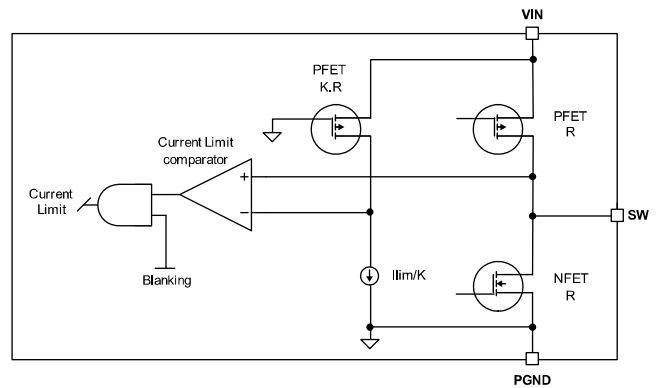 VIN
PFET
K.R
PFET
R
Current Limit
comparator
+
−
Current
Limit
Blanking
SW
Ilim/K
NFET
R
PGND